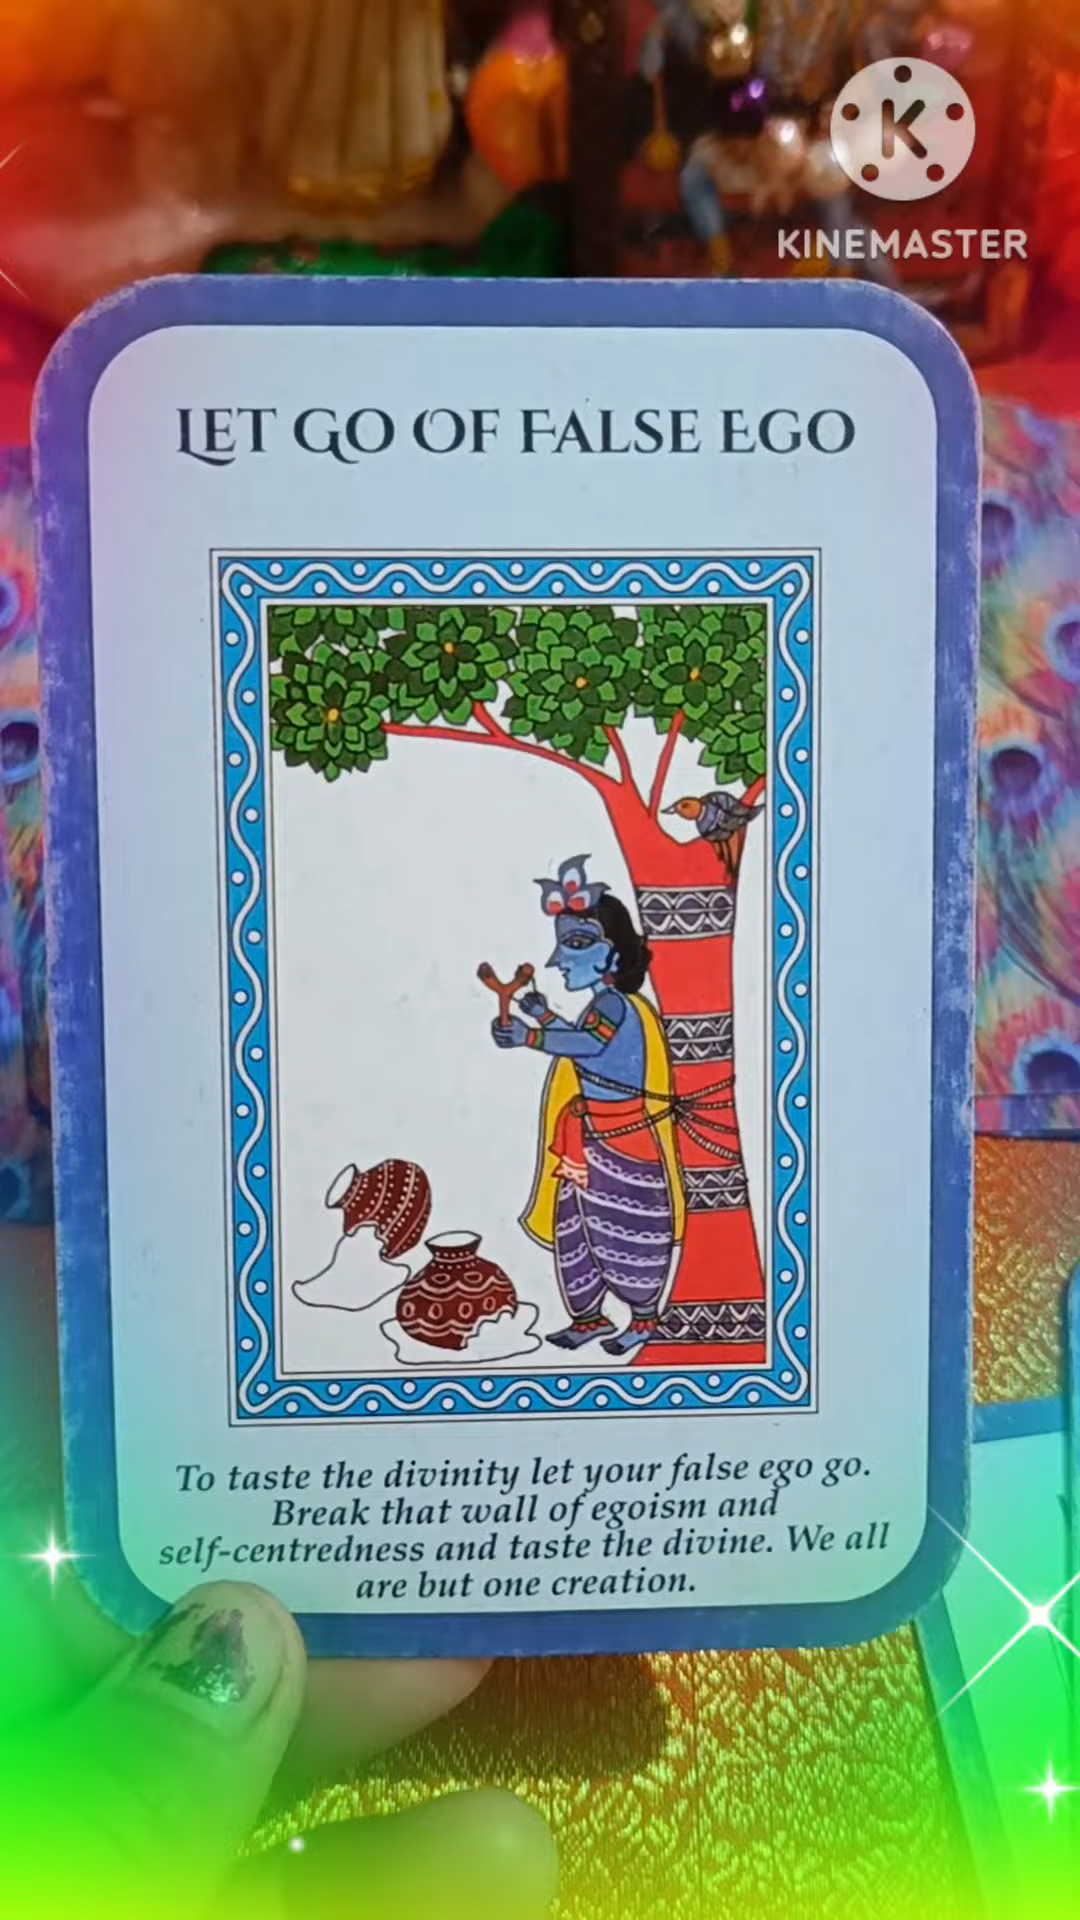 K
KINEMASTER
LET GO OF FALSE EGO
To taste the divinity let your false ego go.
Break that wall of egoism and
self-centredness and taste the divine. We all
are but one creation.